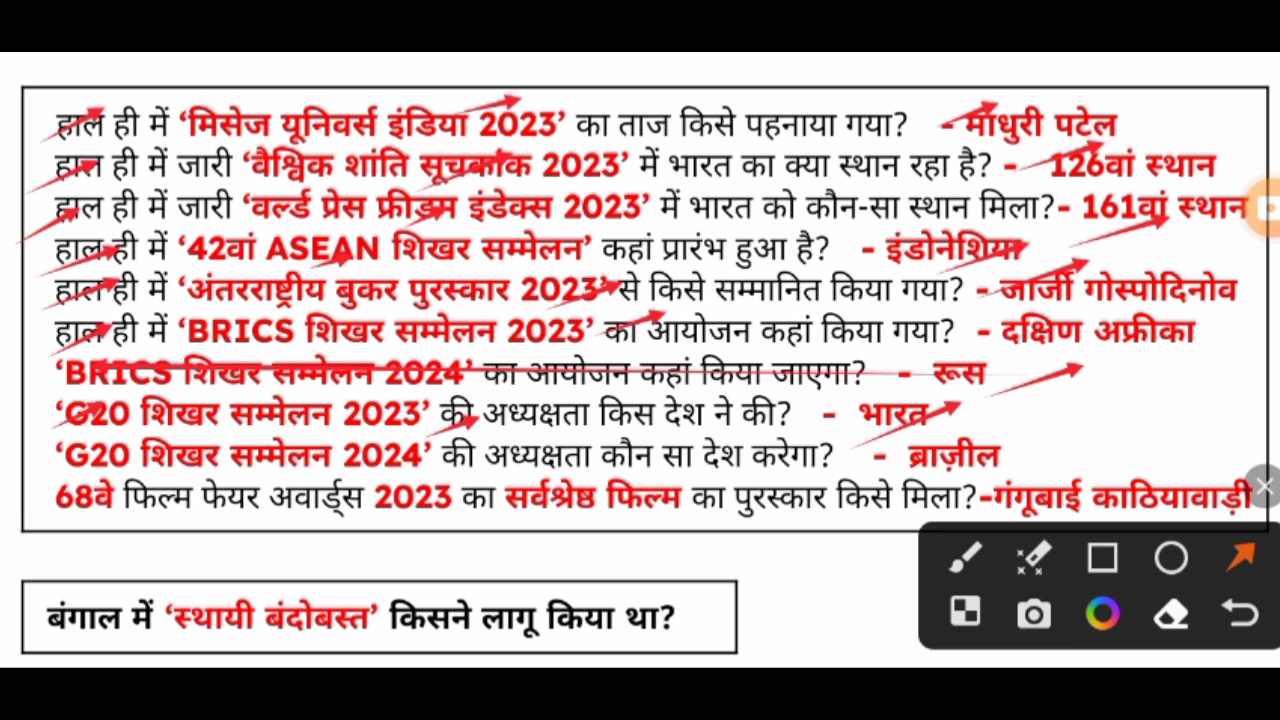 हाल ही में ‘मिसेज यूनिवर्स इंडिया 2023’ का ताज किसे पहनाया गया? - माधुरी पटेल
हाल ही में जारी ‘वैश्विक शांति सूचकांक 2023’ में भारत का क्या स्थान रहा है? - 126वां स्थान
हाल ही में जारी ‘वर्ल्ड प्रेस फ्रीडम इंडेक्स 2023’ में भारत को कौन-सा स्थान मिला?- 161वां स्थान
हाल ही में ‘42वां ASEAN शिखर सम्मेलन’ कहां प्रारंभ हुआ है? - इंडोनेशिया
हाल ही में ‘अंतरराष्ट्रीय बुकर पुरस्कार 2023’ से किसे सम्मानित किया गया? - जार्जी गोस्पोदिनोव
हाल ही में ‘BRICS शिखर सम्मेलन 2023’ का आयोजन कहां किया गया? - दक्षिण अफ्रीका
‘BRICS शिखर सम्मेलन 2024’ का आयोजन कहां किया जाएगा? - रूस
‘G20 शिखर सम्मेलन 2023’ की अध्यक्षता किस देश ने की? - भारत
‘G20 शिखर सम्मेलन 2024’ की अध्यक्षता कौन सा देश करेगा? - ब्राज़ील
68वे फिल्म फेयर अवार्ड्स 2023 का सर्वश्रेष्ठ फिल्म का पुरस्कार किसे मिला?-गंगूबाई काठियावाड़ी
बंगाल में ‘स्थायी बंदोबस्त’ किसने लागू किया था?